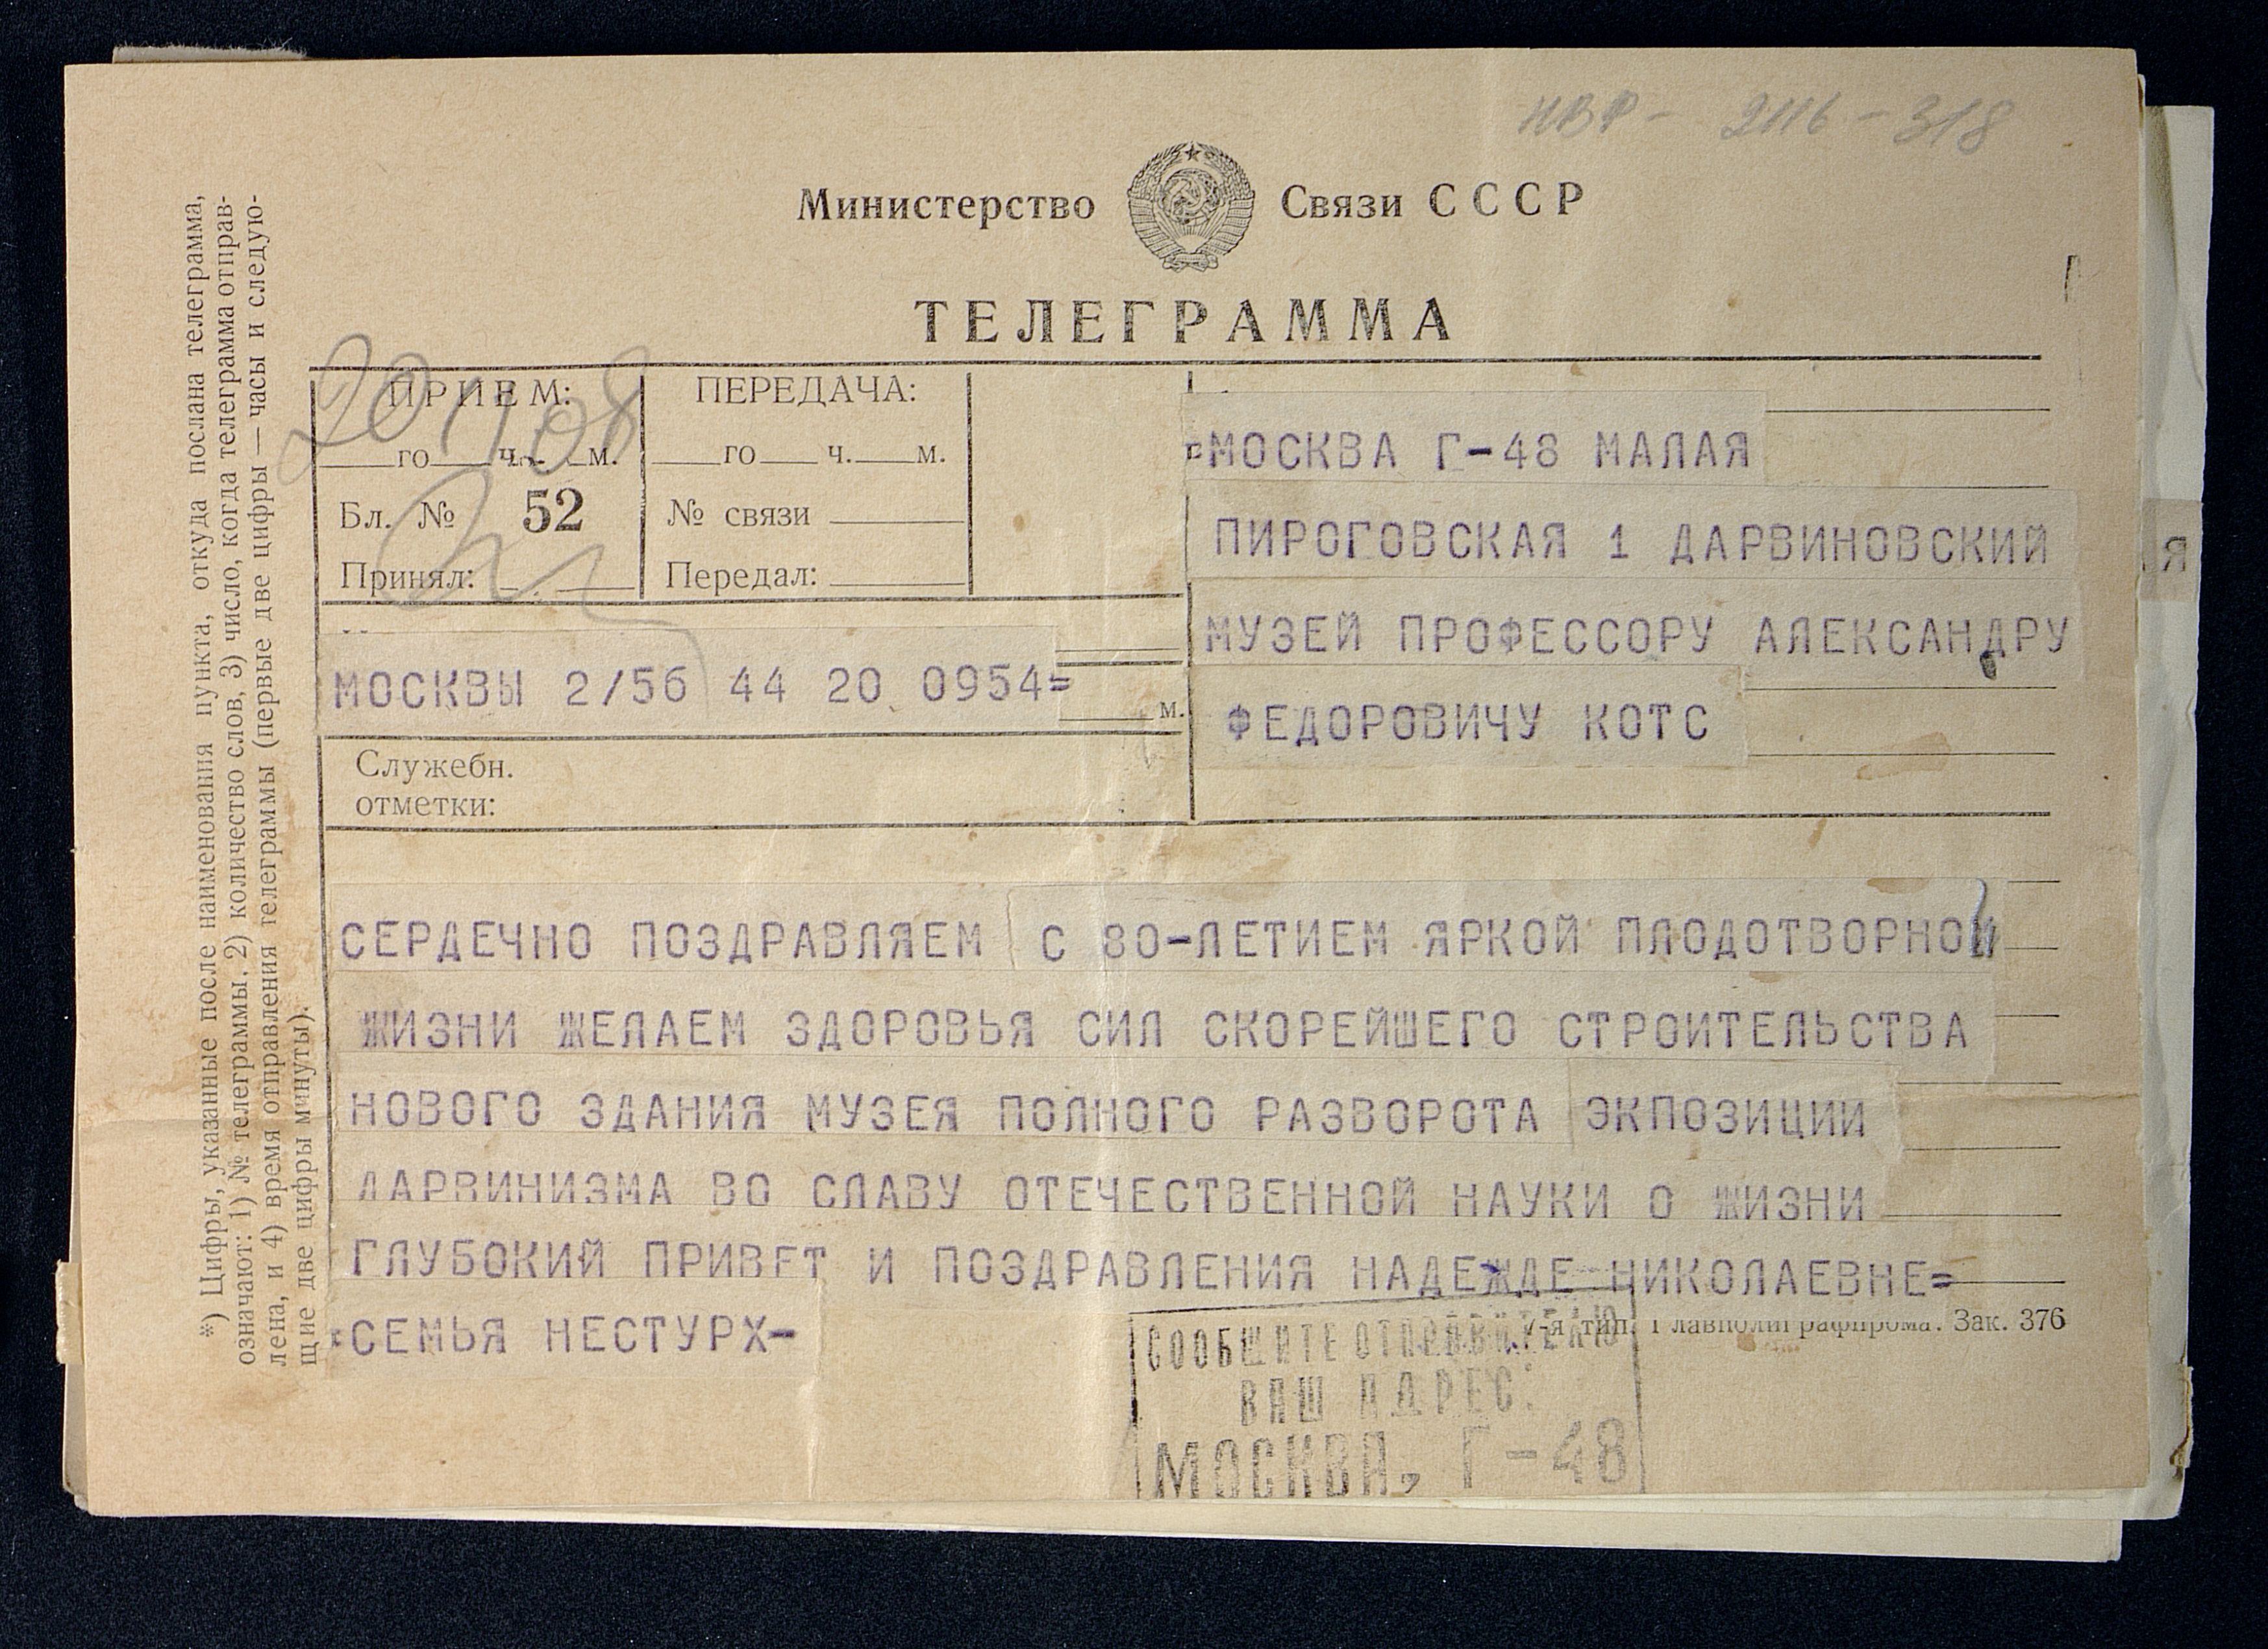 НВФ - 2116 - 318
Министерство Связи СССР
ТЕЛЕГРАММА
ПРИЕМ:
го ч. м.
Бл. № 52
Принял:
ПЕРЕДАЧА:
го ч. м.
№ связи
Передал:
=МОСКВА Г-48 МАЛАЯ
ПИРОГОВСКАЯ 1 ДАРВИНОВСКИЙ
МУЗЕЙ ПРОФЕССОРУ АЛЕКСАНДРУ
ФЕДОРОВИЧУ КОТС
МОСКВЫ 2/56 44 20 0954=
м.
Служебн.
отметки:
СЕРДЕЧНО ПОЗДРАВЛЯЕМ С 80-ЛЕТИЕМ ЯРКОЙ ПЛОДОТВОРНОЙ
ЖИЗНИ ЖЕЛАЕМ ЗДОРОВЬЯ СИЛ СКОРЕЙШЕГО СТРОИТЕЛЬСТВА
НОВОГО ЗДАНИЯ МУЗЕЯ ПОЛНОГО РАЗВОРОТА ЭКПОЗИЦИИ
ДАРВИНИЗМА ВО СЛАВУ ОТЕЧЕСТВЕННОЙ НАУКИ О ЖИЗНИ
ГЛУБОКИЙ ПРИВЕТ И ПОЗДРАВЛЕНИЯ НАДЕЖДЕ НИКОЛАЕВНЕ=
=СЕМЬЯ НЕСТУРХ-
7-я тип. Главполиграфпрома. Зак. 376
СООБЩИТЕ ОТПРАВИТЕЛЮ
ВАШ АДРЕС:
МОСКВА, Г-48
*) Цифры, указанные после наименования пункта, откуда послана телеграмма,
означают: 1) № телеграммы. 2) количество слов, 3) число, когда телеграмма отправ-
лена, и 4) время отправления телеграммы (первые две цифры — часы и следую-
щие две цифры минуты).
Я